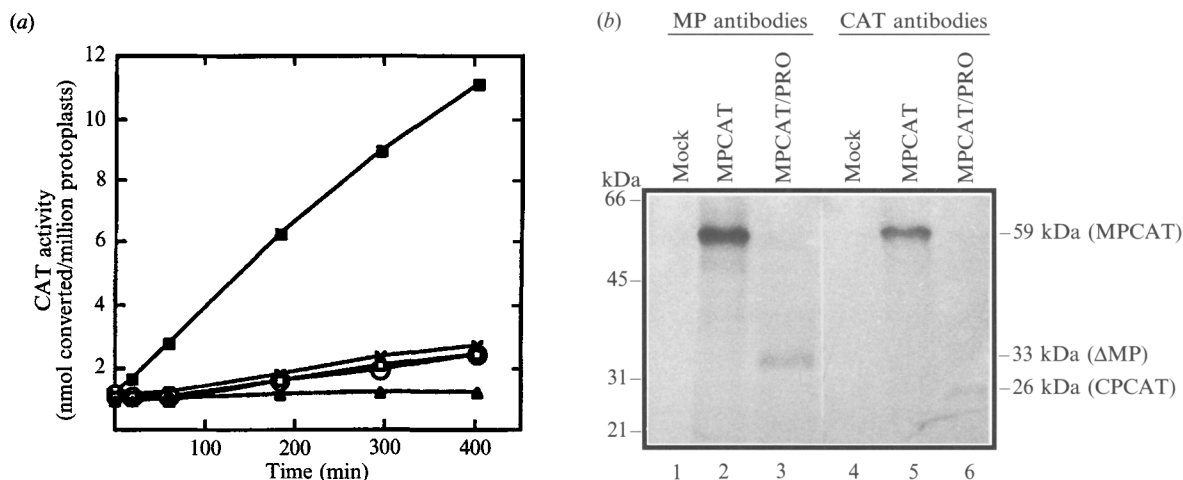 (a)
12
10
8
6
4
2
CAT activity
(nmol converted/million protoplasts)
100
200
300
400
Time (min)
(b)
MP antibodies
CAT antibodies
Mock
MPCAT
MPCAT/PRO
Mock
MPCAT
MPCAT/PRO
kDa
66
45
31
21
59 kDa (MPCAT)
33 kDa (ΔMP)
26 kDa (CPCAT)
1 2 3 4 5 6